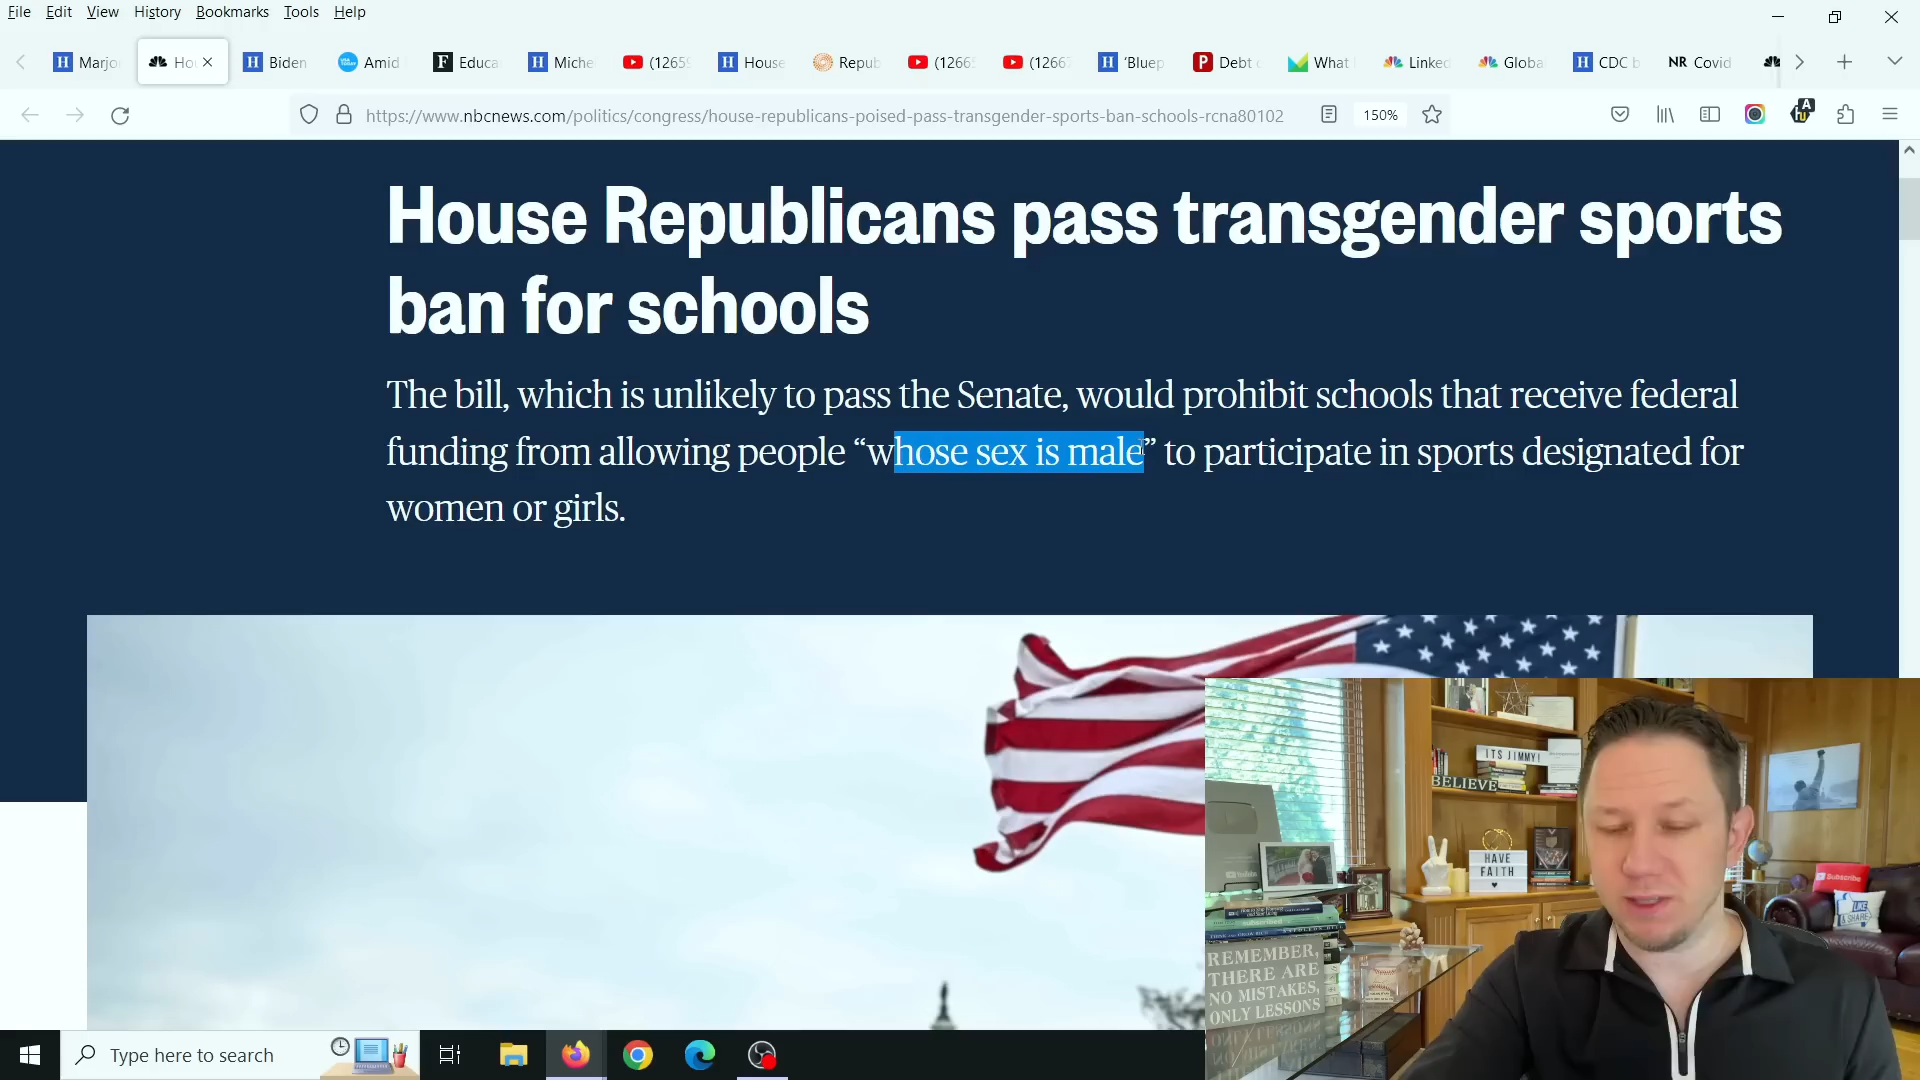 File Edit View History Bookmarks Tools Help
H Marjo Hou H Biden Amid F Educa H Miche (1265 H House Repub (1266 (1266 H ‘Bluep P Debt c What Linked Globa H CDC b NR Covid
https://www.nbcnews.com/politics/congress/house-republicans-poised-pass-transgender-sports-ban-schools-rcna80102 150% A
House Republicans pass transgender sports
ban for schools
The bill, which is unlikely to pass the Senate, would prohibit schools that receive federal
funding from allowing people “whose sex is male” to participate in sports designated for
women or girls.
ITS JIMMY!
BELIEVE
HAVE
FAITH
Subscribe
LIKE
& SHARE
YouTube
REMEMBER,
THERE ARE
NO MISTAKES,
ONLY LESSONS
Type here to search